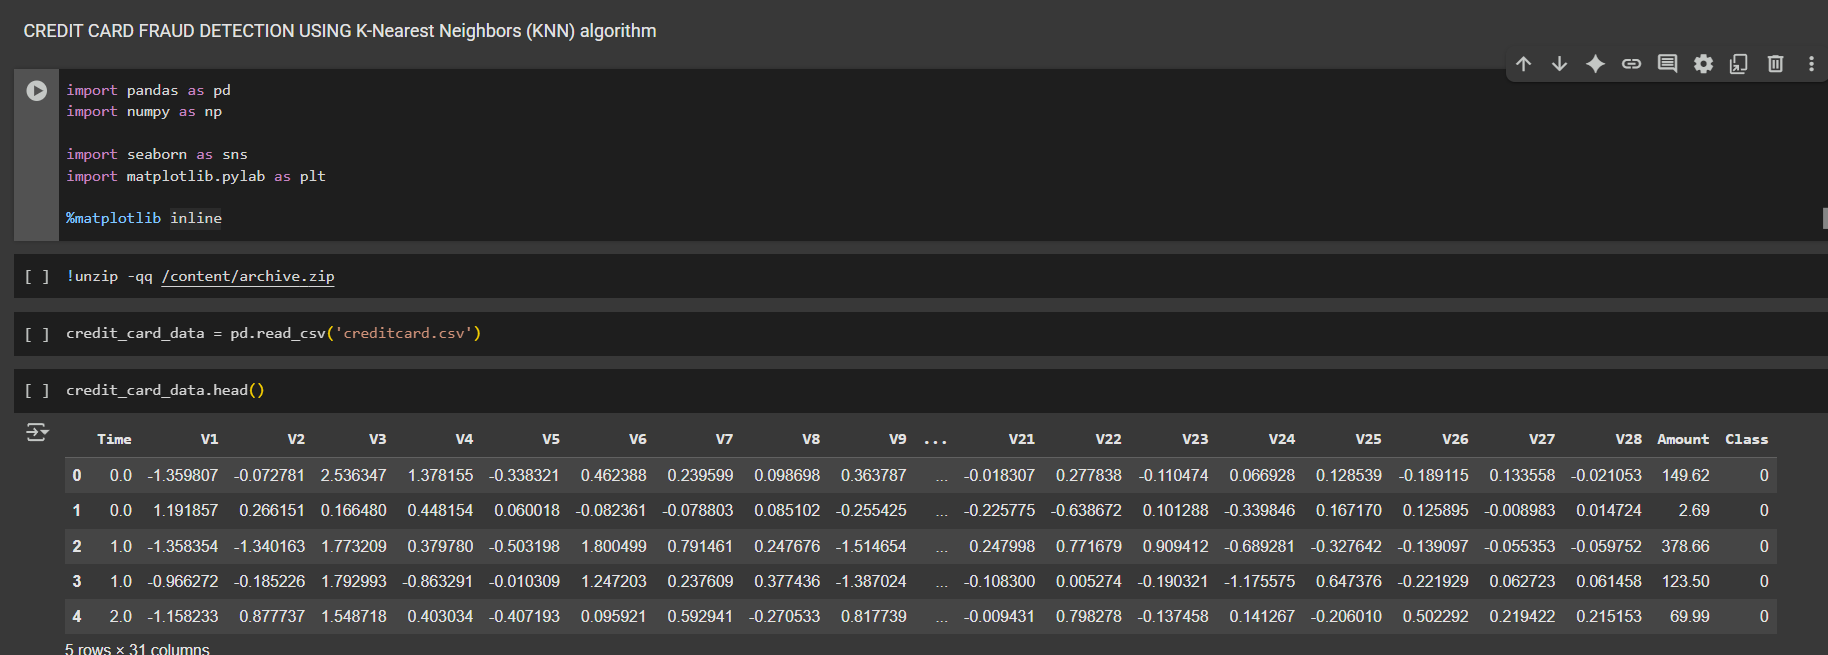 CREDIT CARD FRAUD DETECTION USING K-Nearest Neighbors (KNN) algorithm
import pandas as pd
import numpy as np
import seaborn as sns
import matplotlib.pylab as plt
%matplotlib inline
[ ] !unzip -qq /content/archive.zip
[ ] credit_card_data = pd.read_csv('creditcard.csv')
[ ] credit_card_data.head()
Time V1 V2 V3 V4 V5 V6 V7 V8 V9 ... V21 V22 V23 V24 V25 V26 V27 V28 Amount Class
0 0.0 -1.359807 -0.072781 2.536347 1.378155 -0.338321 0.462388 0.239599 0.098698 0.363787 ... -0.018307 0.277838 -0.110474 0.066928 0.128539 -0.189115 0.133558 -0.021053 149.62 0
1 0.0 1.191857 0.266151 0.166480 0.448154 0.060018 -0.082361 -0.078803 0.085102 -0.255425 ... -0.225775 -0.638672 0.101288 -0.339846 0.167170 0.125895 -0.008983 0.014724 2.69 0
2 1.0 -1.358354 -1.340163 1.773209 0.379780 -0.503198 1.800499 0.791461 0.247676 -1.514654 ... 0.247998 0.771679 0.909412 -0.689281 -0.327642 -0.139097 -0.055353 -0.059752 378.66 0
3 1.0 -0.966272 -0.185226 1.792993 -0.863291 -0.010309 1.247203 0.237609 0.377436 -1.387024 ... -0.108300 0.005274 -0.190321 -1.175575 0.647376 -0.221929 0.062723 0.061458 123.50 0
4 2.0 -1.158233 0.877737 1.548718 0.403034 -0.407193 0.095921 0.592941 -0.270533 0.817739 ... -0.009431 0.798278 -0.137458 0.141267 -0.206010 0.502292 0.219422 0.215153 69.99 0
5 rows × 31 columns